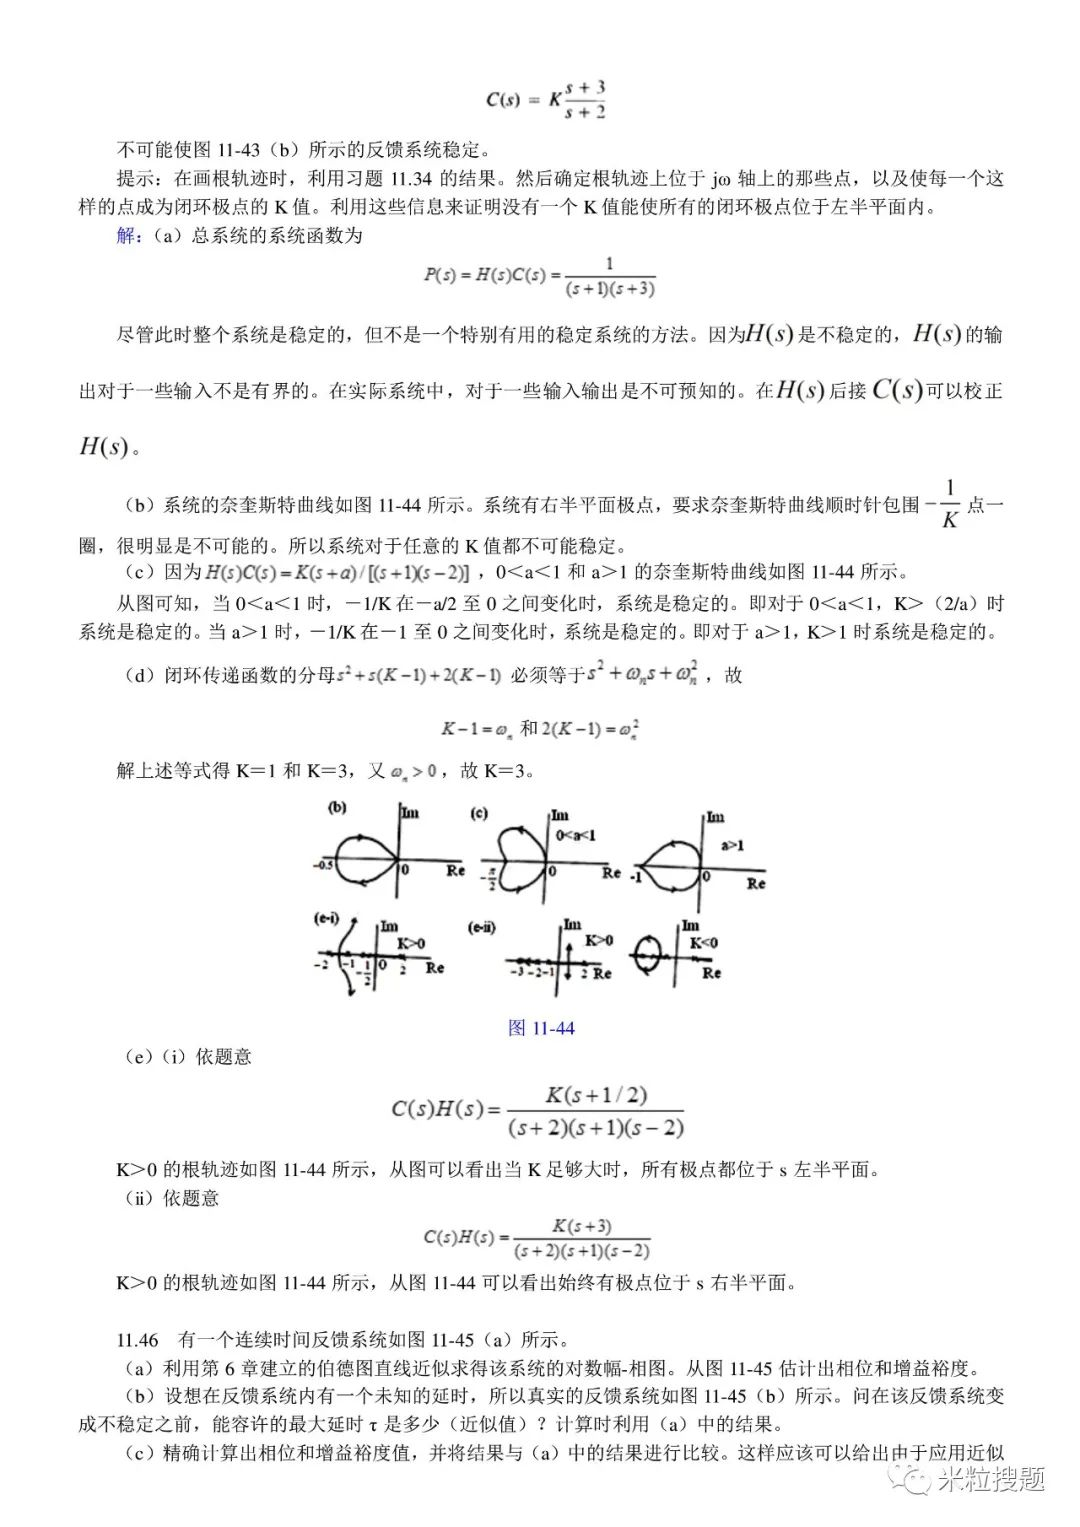 C(s) = K\frac{s + 3}{s + 2}
不可能使图 11-43（b）所示的反馈系统稳定。
提示：在画根轨迹时，利用习题 11.34 的结果。然后确定根轨迹上位于 jω 轴上的那些点，以及使每一个这
样的点成为闭环极点的 K 值。利用这些信息来证明没有一个 K 值能使所有的闭环极点位于左半平面内。
解：（a）总系统的系统函数为
P(s) = H(s)C(s) = \frac{1}{(s+1)(s+3)}
尽管此时整个系统是稳定的，但不是一个特别有用的稳定系统的方法。因为H(s)是不稳定的，H(s)的输
出对于一些输入不是有界的。在实际系统中，对于一些输入输出是不可预知的。在H(s)后接 C(s)可以校正
H(s)。
（b）系统的奈奎斯特曲线如图 11-44 所示。系统有右半平面极点，要求奈奎斯特曲线顺时针包围 -\frac{1}{K} 点一
圈，很明显是不可能的。所以系统对于任意的 K 值都不可能稳定。
（c）因为 H(s)C(s) = K(s+a)/[(s+1)(s−2)]，0＜a＜1 和 a＞1 的奈奎斯特曲线如图 11-44 所示。
从图可知，当 0＜a＜1 时，－1/K 在－a/2 至 0 之间变化时，系统是稳定的。即对于 0＜a＜1，K＞（2/a）时
系统是稳定的。当 a＞1 时，－1/K 在－1 至 0 之间变化时，系统是稳定的。即对于 a＞1，K＞1 时系统是稳定的。
（d）闭环传递函数的分母s²+s(K−1)+2(K−1) 必须等于s²+ωₙs+ωₙ²，故
K−1=ωₙ 和 2(K−1)=ωₙ²
解上述等式得 K＝1 和 K＝3，又 ωₙ>0，故 K＝3。
(b) Im -0.5 0 Re
(c) Im 0<a<1 -\frac{π}{2} 0 Re
Im a>1 -1 0 Re
(e-i) Im K>0 -2 -1 -\frac{1}{2} 0 2 Re
(e-ii) Im K>0 -3 -2 -1 2 Re
Im K<0 Re
图 11-44
（e）（i）依题意
C(s)H(s) = \frac{K(s+1/2)}{(s+2)(s+1)(s−2)}
K＞0 的根轨迹如图 11-44 所示，从图可以看出当 K 足够大时，所有极点都位于 s 左半平面。
（ii）依题意
C(s)H(s) = \frac{K(s+3)}{(s+2)(s+1)(s−2)}
K＞0 的根轨迹如图 11-44 所示，从图 11-44 可以看出始终有极点位于 s 右半平面。
11.46 有一个连续时间反馈系统如图 11-45（a）所示。
（a）利用第 6 章建立的伯德图直线近似求得该系统的对数幅-相图。从图 11-45 估计出相位和增益裕度。
（b）设想在反馈系统内有一个未知的延时，所以真实的反馈系统如图 11-45（b）所示。问在该反馈系统变
成不稳定之前，能容许的最大延时 τ 是多少（近似值）？计算时利用（a）中的结果。
（c）精确计算出相位和增益裕度值，并将结果与（a）中的结果进行比较。这样应该可以给出由于应用近似
米粒搜题